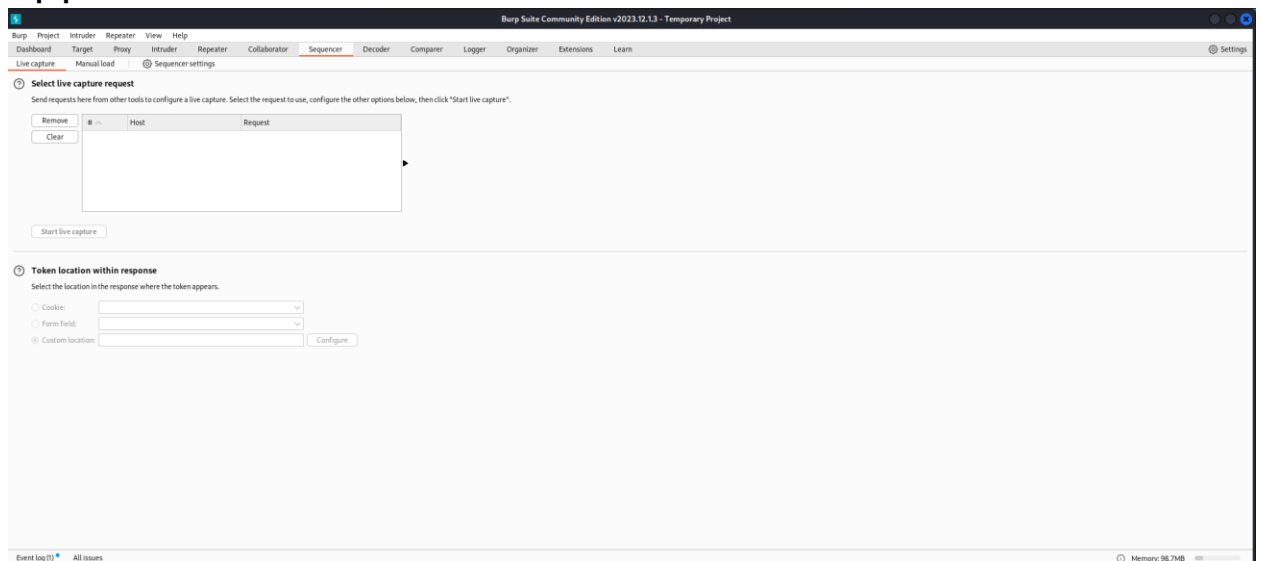 Burp Suite Community Edition v2023.12.1.3 - Temporary Project
Burp Project Intruder Repeater View Help
Dashboard Target Proxy Intruder Repeater Collaborator Sequencer Decoder Comparer Logger Organizer Extensions Learn Settings
Live capture Manual load Sequencer settings
? Select live capture request
Send requests here from other tools to configure a live capture. Select the request to use, configure the other options below, then click "Start live capture".
Remove # Host Request
Clear
Start live capture
? Token location within response
Select the location in the response where the token appears.
Cookie:
Form field:
Custom location: Configure
Event log (1) All issues Memory: 98.7MB